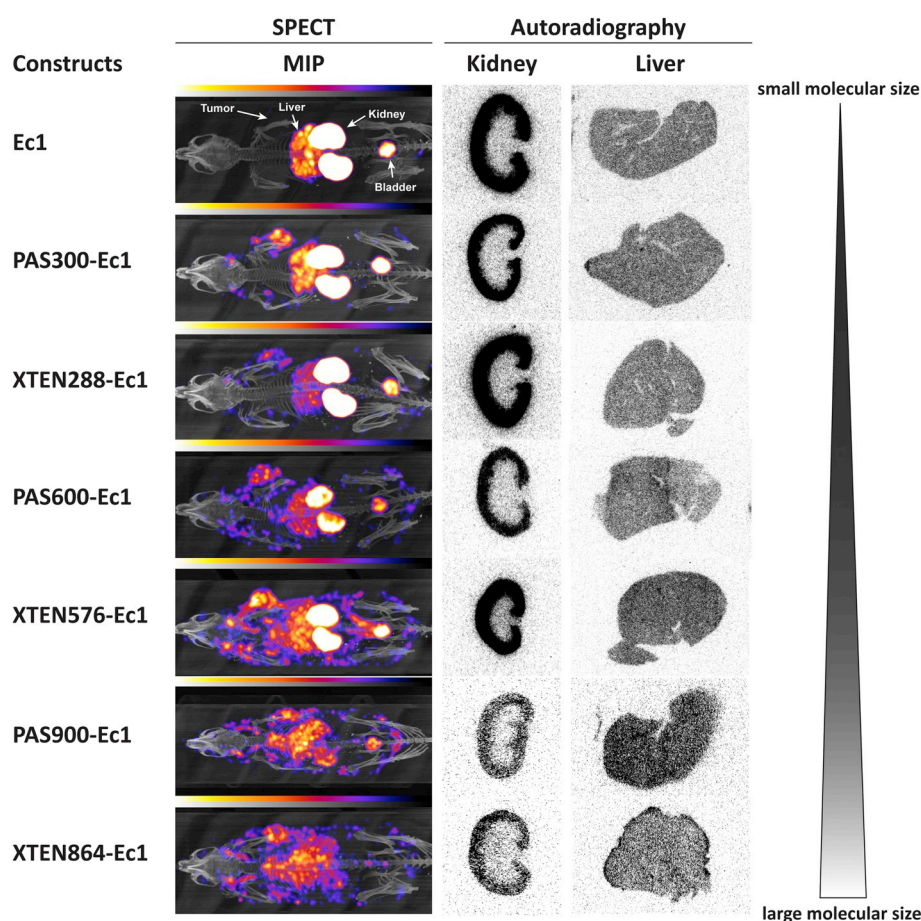 SPECT Autoradiography
Constructs MIP Kidney Liver
small molecular size
Ec1
Tumor Liver Kidney
Bladder
PAS300-Ec1
XTEN288-Ec1
PAS600-Ec1
XTEN576-Ec1
PAS900-Ec1
XTEN864-Ec1
large molecular size